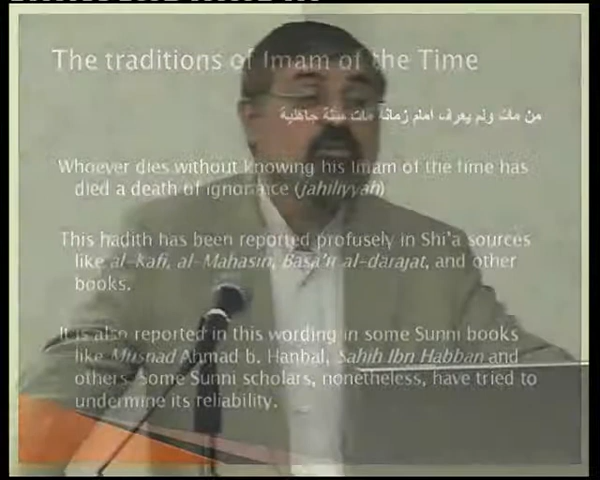 The traditions of Imam of the Time
من مات ولم يعرف امام زمانه مات ميتة جاهلية
Whoever dies without knowing his Imam of the time has
died a death of ignorance (jahiliyyah)
This hadith has been reported profusely in Shi'a sources
like al-kafi, al-Mahasin, Basa'ir al-darajat, and other
books.
It is also reported in this wording in some Sunni books
like Musnad Ahmad b. Hanbal, Sahih Ibn Habban and
others. Some Sunni scholars, nonetheless, have tried to
undermine its reliability.